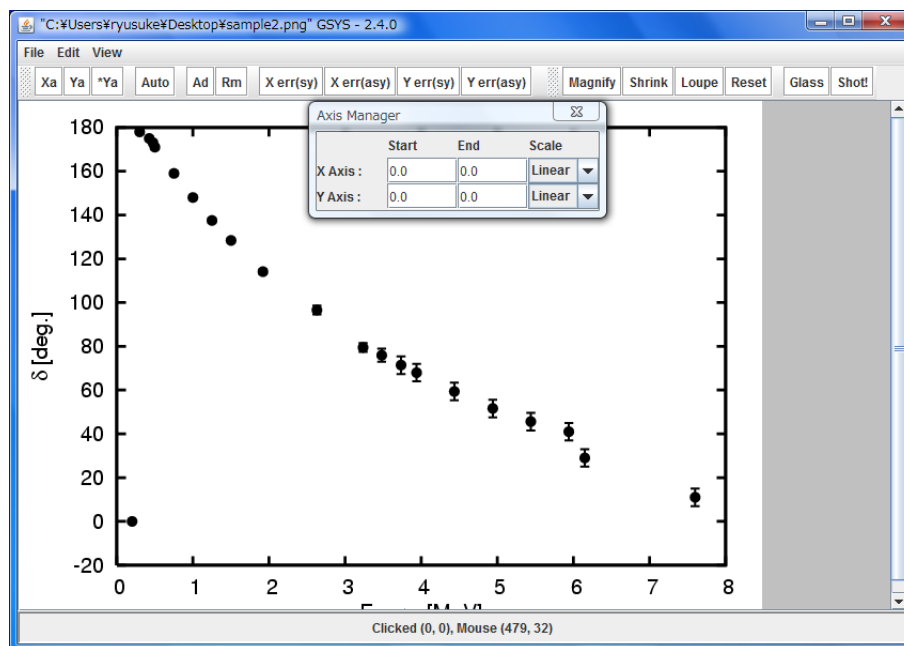 "C:¥Users¥ryusuke¥Desktop¥sample2.png" GSYS - 2.4.0
File Edit View
Xa Ya *Ya Auto Ad Rm X err(sy) X err(asy) Y err(sy) Y err(asy) Magnify Shrink Loupe Reset Glass Shot!
Axis Manager
Start End Scale
X Axis : 0.0 0.0 Linear
Y Axis : 0.0 0.0 Linear
180
160
140
120
100
80
60
40
20
0
-20
δ [deg.]
0 1 2 3 4 5 6 7 8
Clicked (0, 0), Mouse (479, 32)